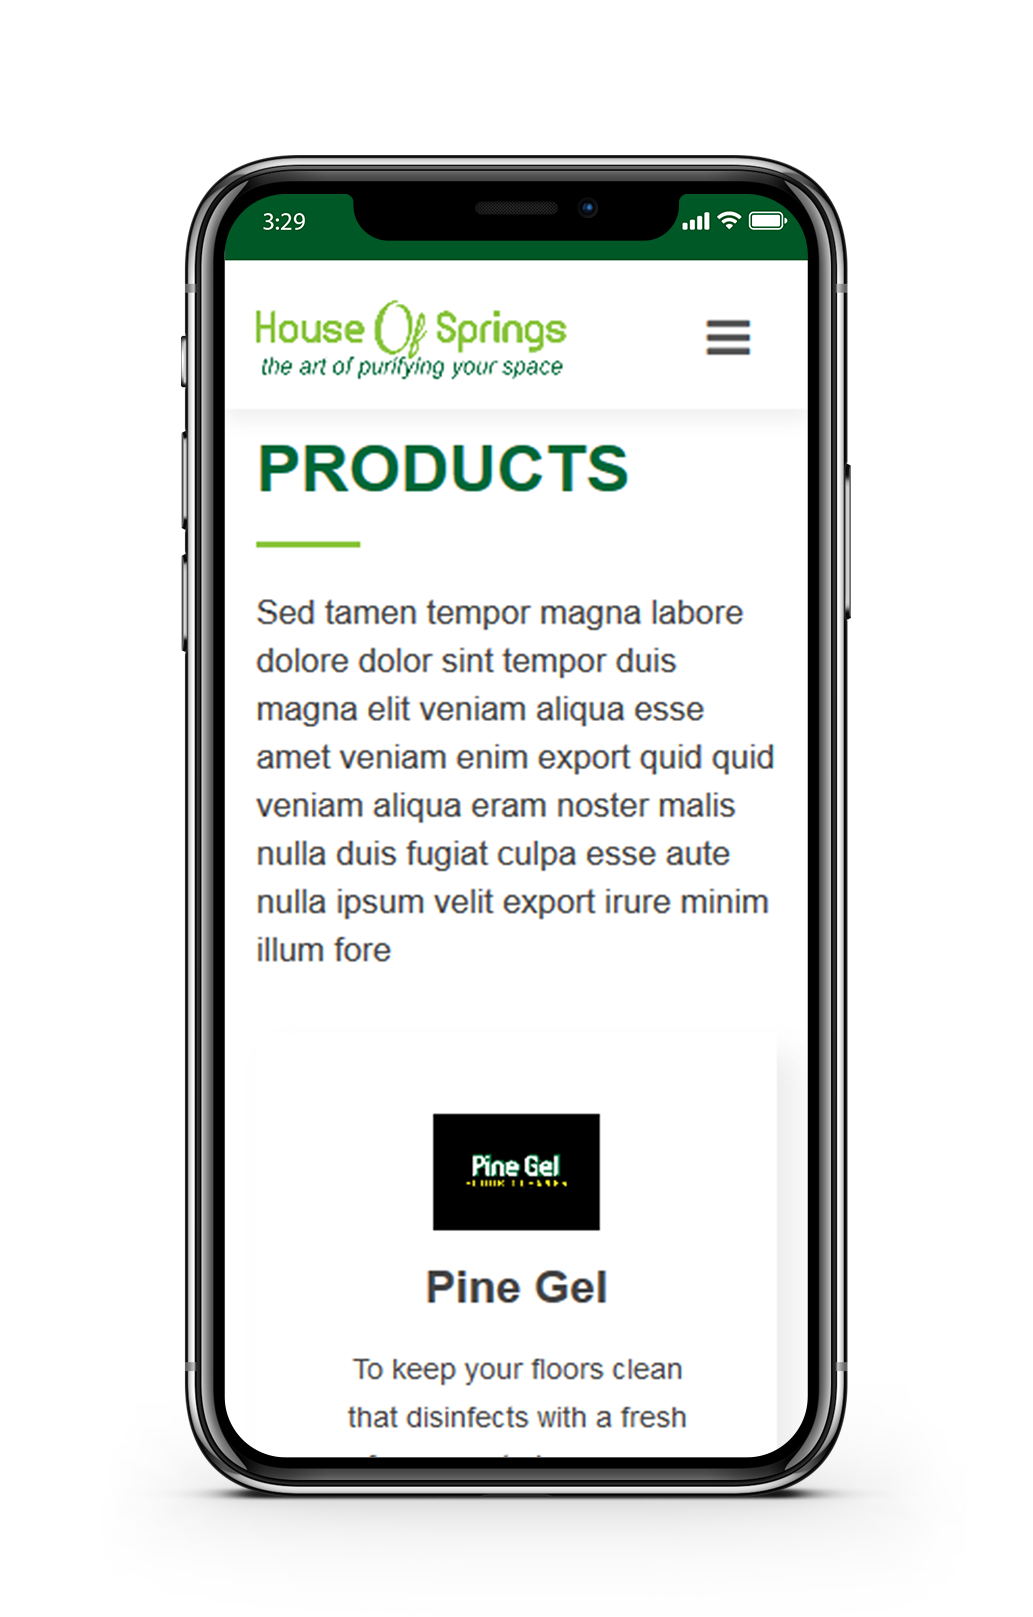 3:29
House Of Springs
the art of purifying your space
PRODUCTS
Sed tamen tempor magna labore
dolore dolor sint tempor duis
magna elit veniam aliqua esse
amet veniam enim export quid quid
veniam aliqua eram noster malis
nulla duis fugiat culpa esse aute
nulla ipsum velit export irure minim
illum fore
Pine Gel
Pine Gel
To keep your floors clean
that disinfects with a fresh